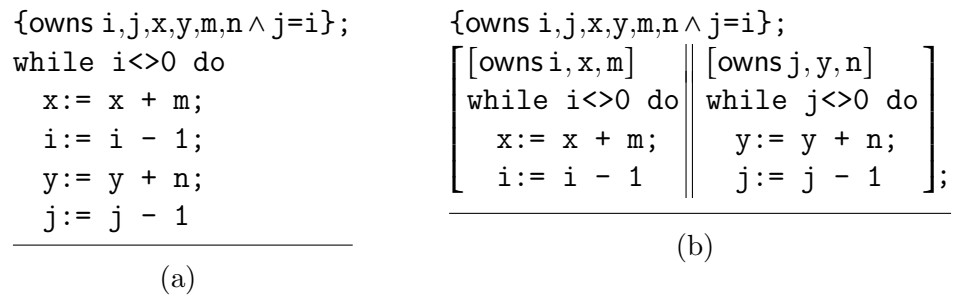 {owns i,j,x,y,m,n ∧ j=i};
while i<>0 do
x:= x + m;
i:= i - 1;
y:= y + n;
j:= j - 1
(a)
{owns i,j,x,y,m,n ∧ j=i};
[owns i, x, m] [owns j, y, n]
while i<>0 do while j<>0 do
x:= x + m; y:= y + n;
i:= i - 1 j:= j - 1 ;
(b)